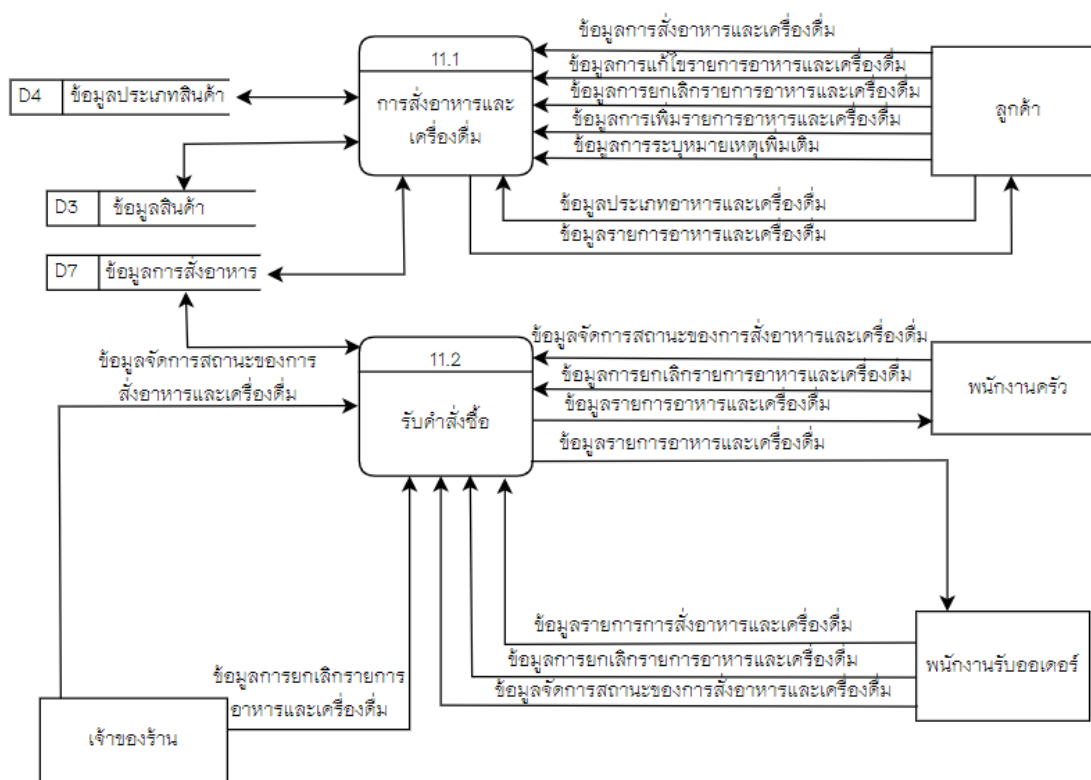 ข้อมูลการสั่งอาหารและเครื่องดื่ม
11.1
ข้อมูลการแก้ไขรายการอาหารและเครื่องดื่ม
D4 ข้อมูลประเภทสินค้า
การสั่งอาหารและ
เครื่องดื่ม
ข้อมูลการยกเลิกรายการอาหารและเครื่องดื่ม
ลูกค้า
ข้อมูลการเพิ่มรายการอาหารและเครื่องดื่ม
ข้อมูลการระบุหมายเหตุเพิ่มเติม
D3 ข้อมูลสินค้า
ข้อมูลประเภทอาหารและเครื่องดื่ม
ข้อมูลรายการอาหารและเครื่องดื่ม
D7 ข้อมูลการสั่งอาหาร
ข้อมูลจัดการสถานะของการสั่งอาหารและเครื่องดื่ม
ข้อมูลจัดการสถานะของการ
สั่งอาหารและเครื่องดื่ม
11.2
รับคำสั่งซื้อ
ข้อมูลการยกเลิกรายการอาหารและเครื่องดื่ม
พนักงานครัว
ข้อมูลรายการอาหารและเครื่องดื่ม
ข้อมูลรายการอาหารและเครื่องดื่ม
ข้อมูลรายการการสั่งอาหารและเครื่องดื่ม
ข้อมูลการยกเลิกรายการอาหารและเครื่องดื่ม
พนักงานรับออเดอร์
ข้อมูลจัดการสถานะของการสั่งอาหารและเครื่องดื่ม
ข้อมูลการยกเลิกรายการ
อาหารและเครื่องดื่ม
เจ้าของร้าน